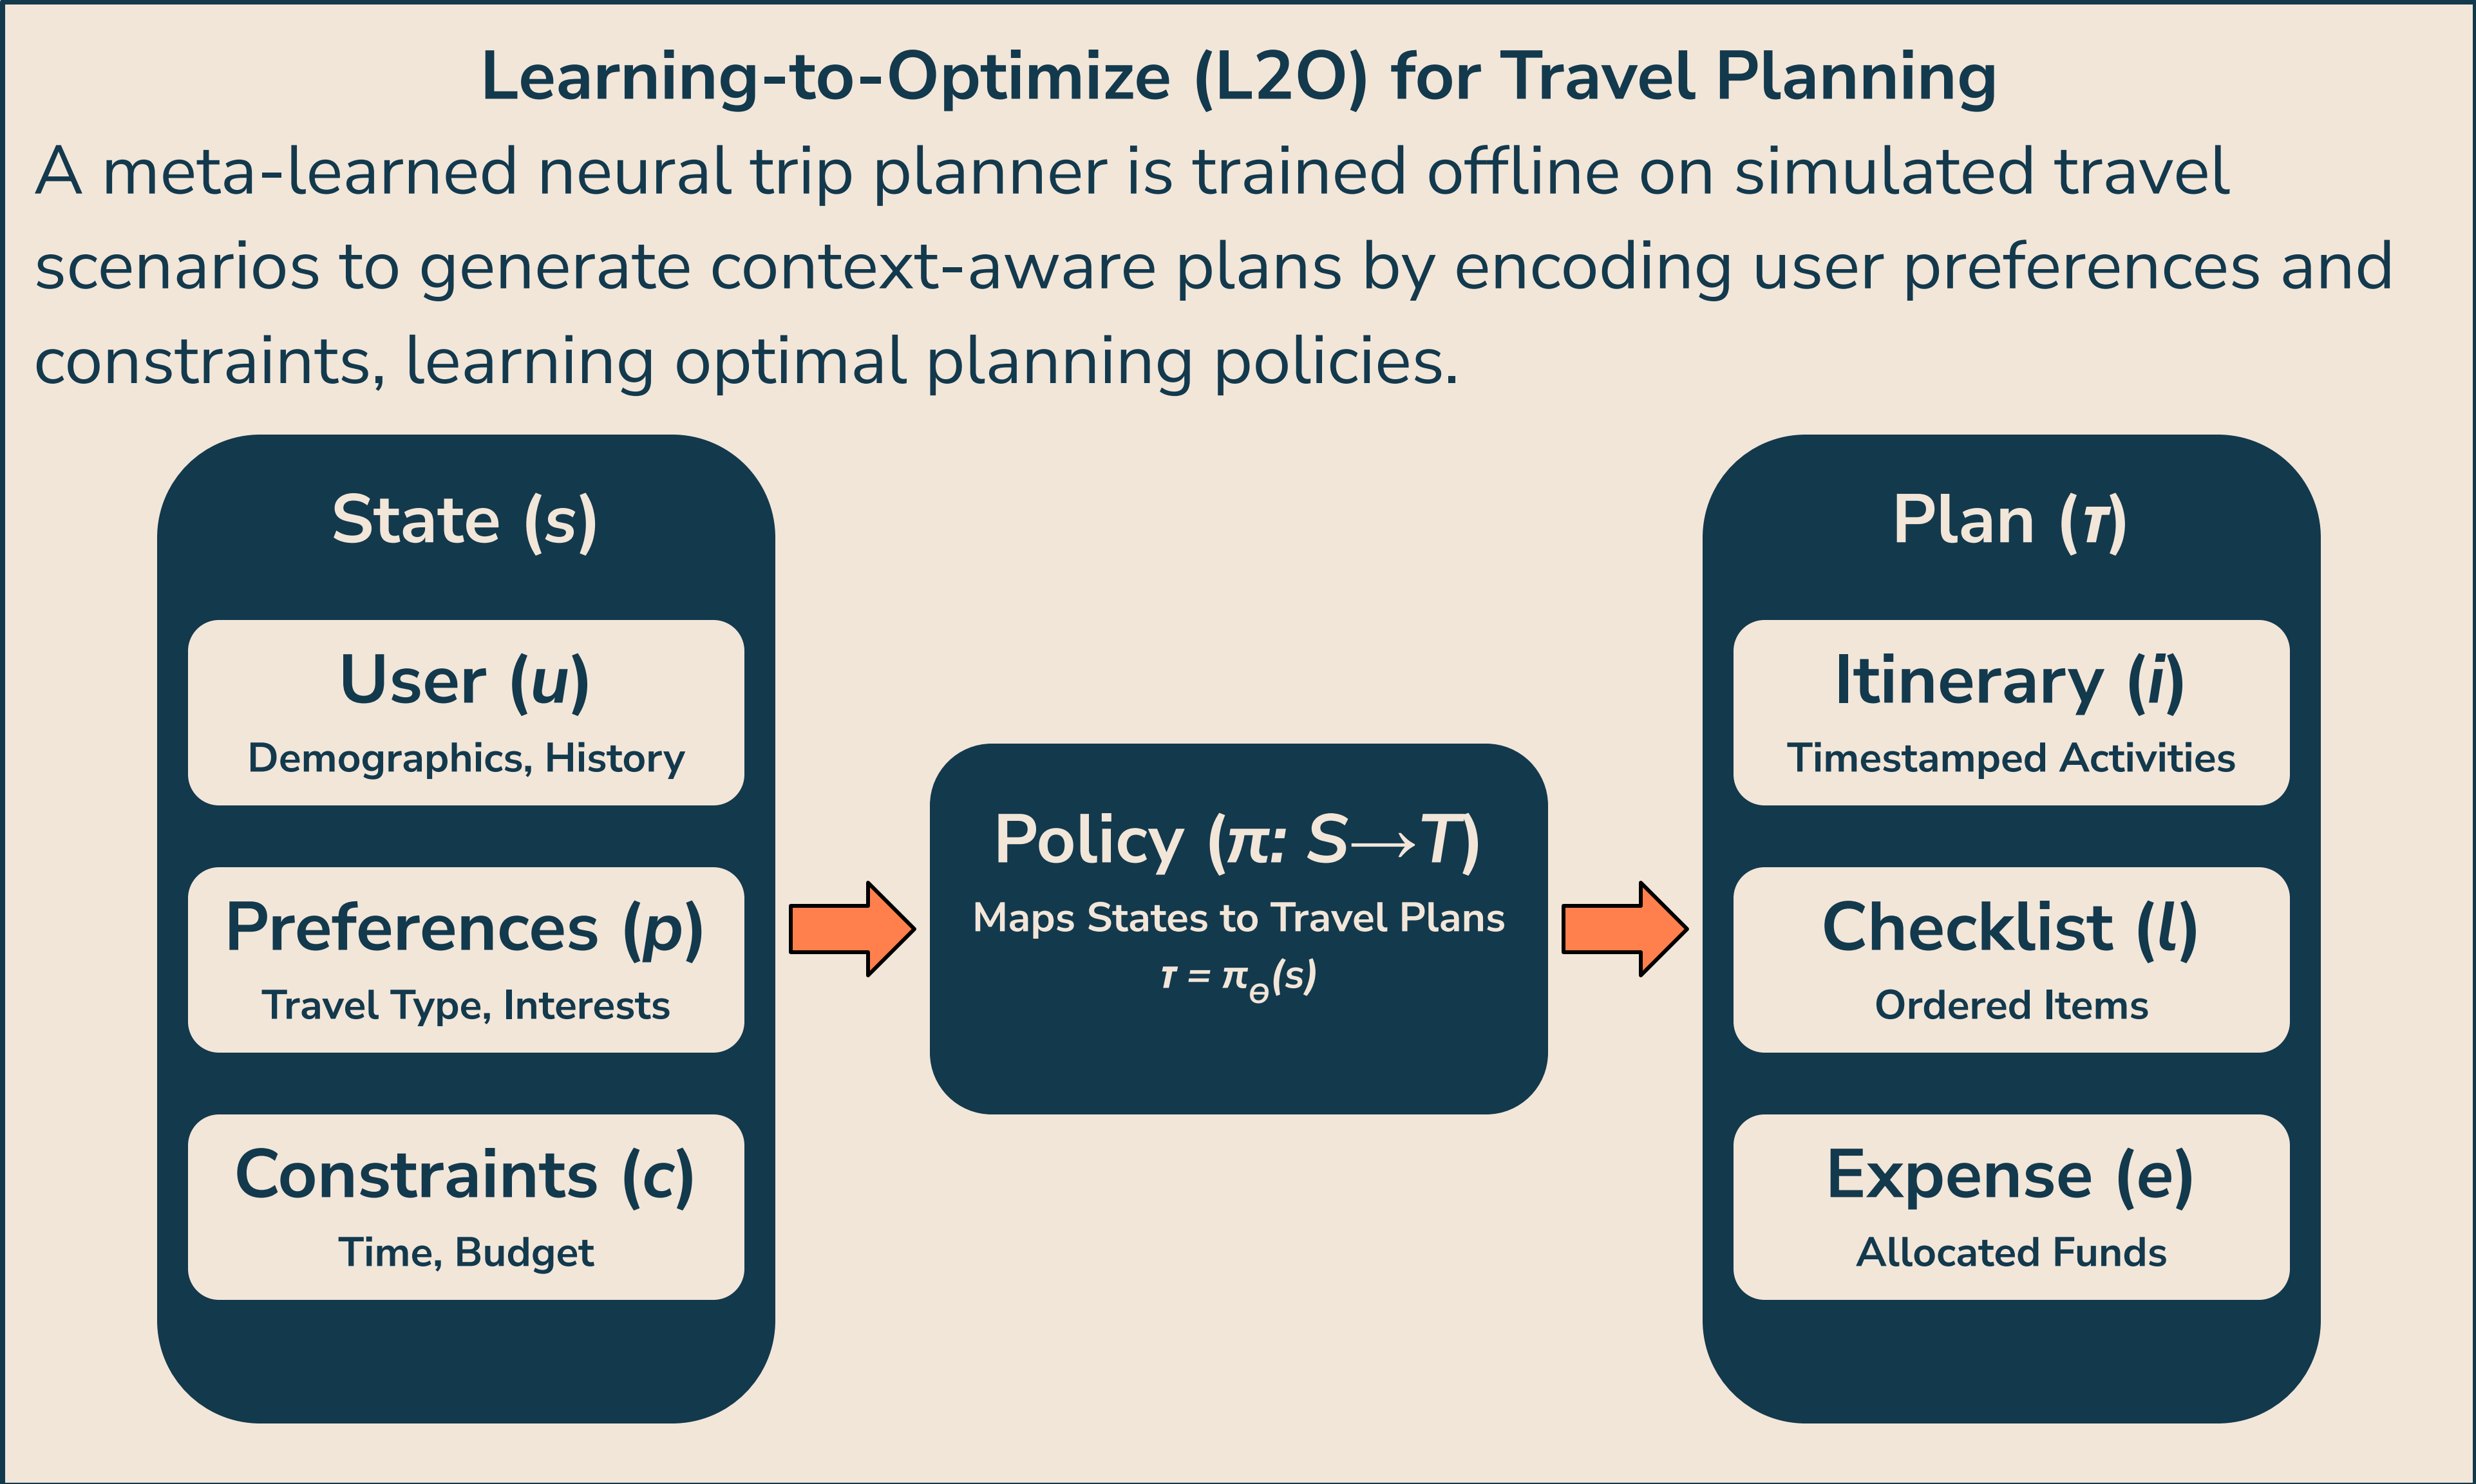 Learning-to-Optimize (L2O) for Travel Planning
A meta-learned neural trip planner is trained offline on simulated travel
scenarios to generate context-aware plans by encoding user preferences and
constraints, learning optimal planning policies.
State (s)
User (u)
Demographics, History
Preferences (p)
Travel Type, Interests
Constraints (c)
Time, Budget
Policy (π: S⟶T)
Maps States to Travel Plans
τ = π_θ(s)
Plan (τ)
Itinerary (i)
Timestamped Activities
Checklist (l)
Ordered Items
Expense (e)
Allocated Funds